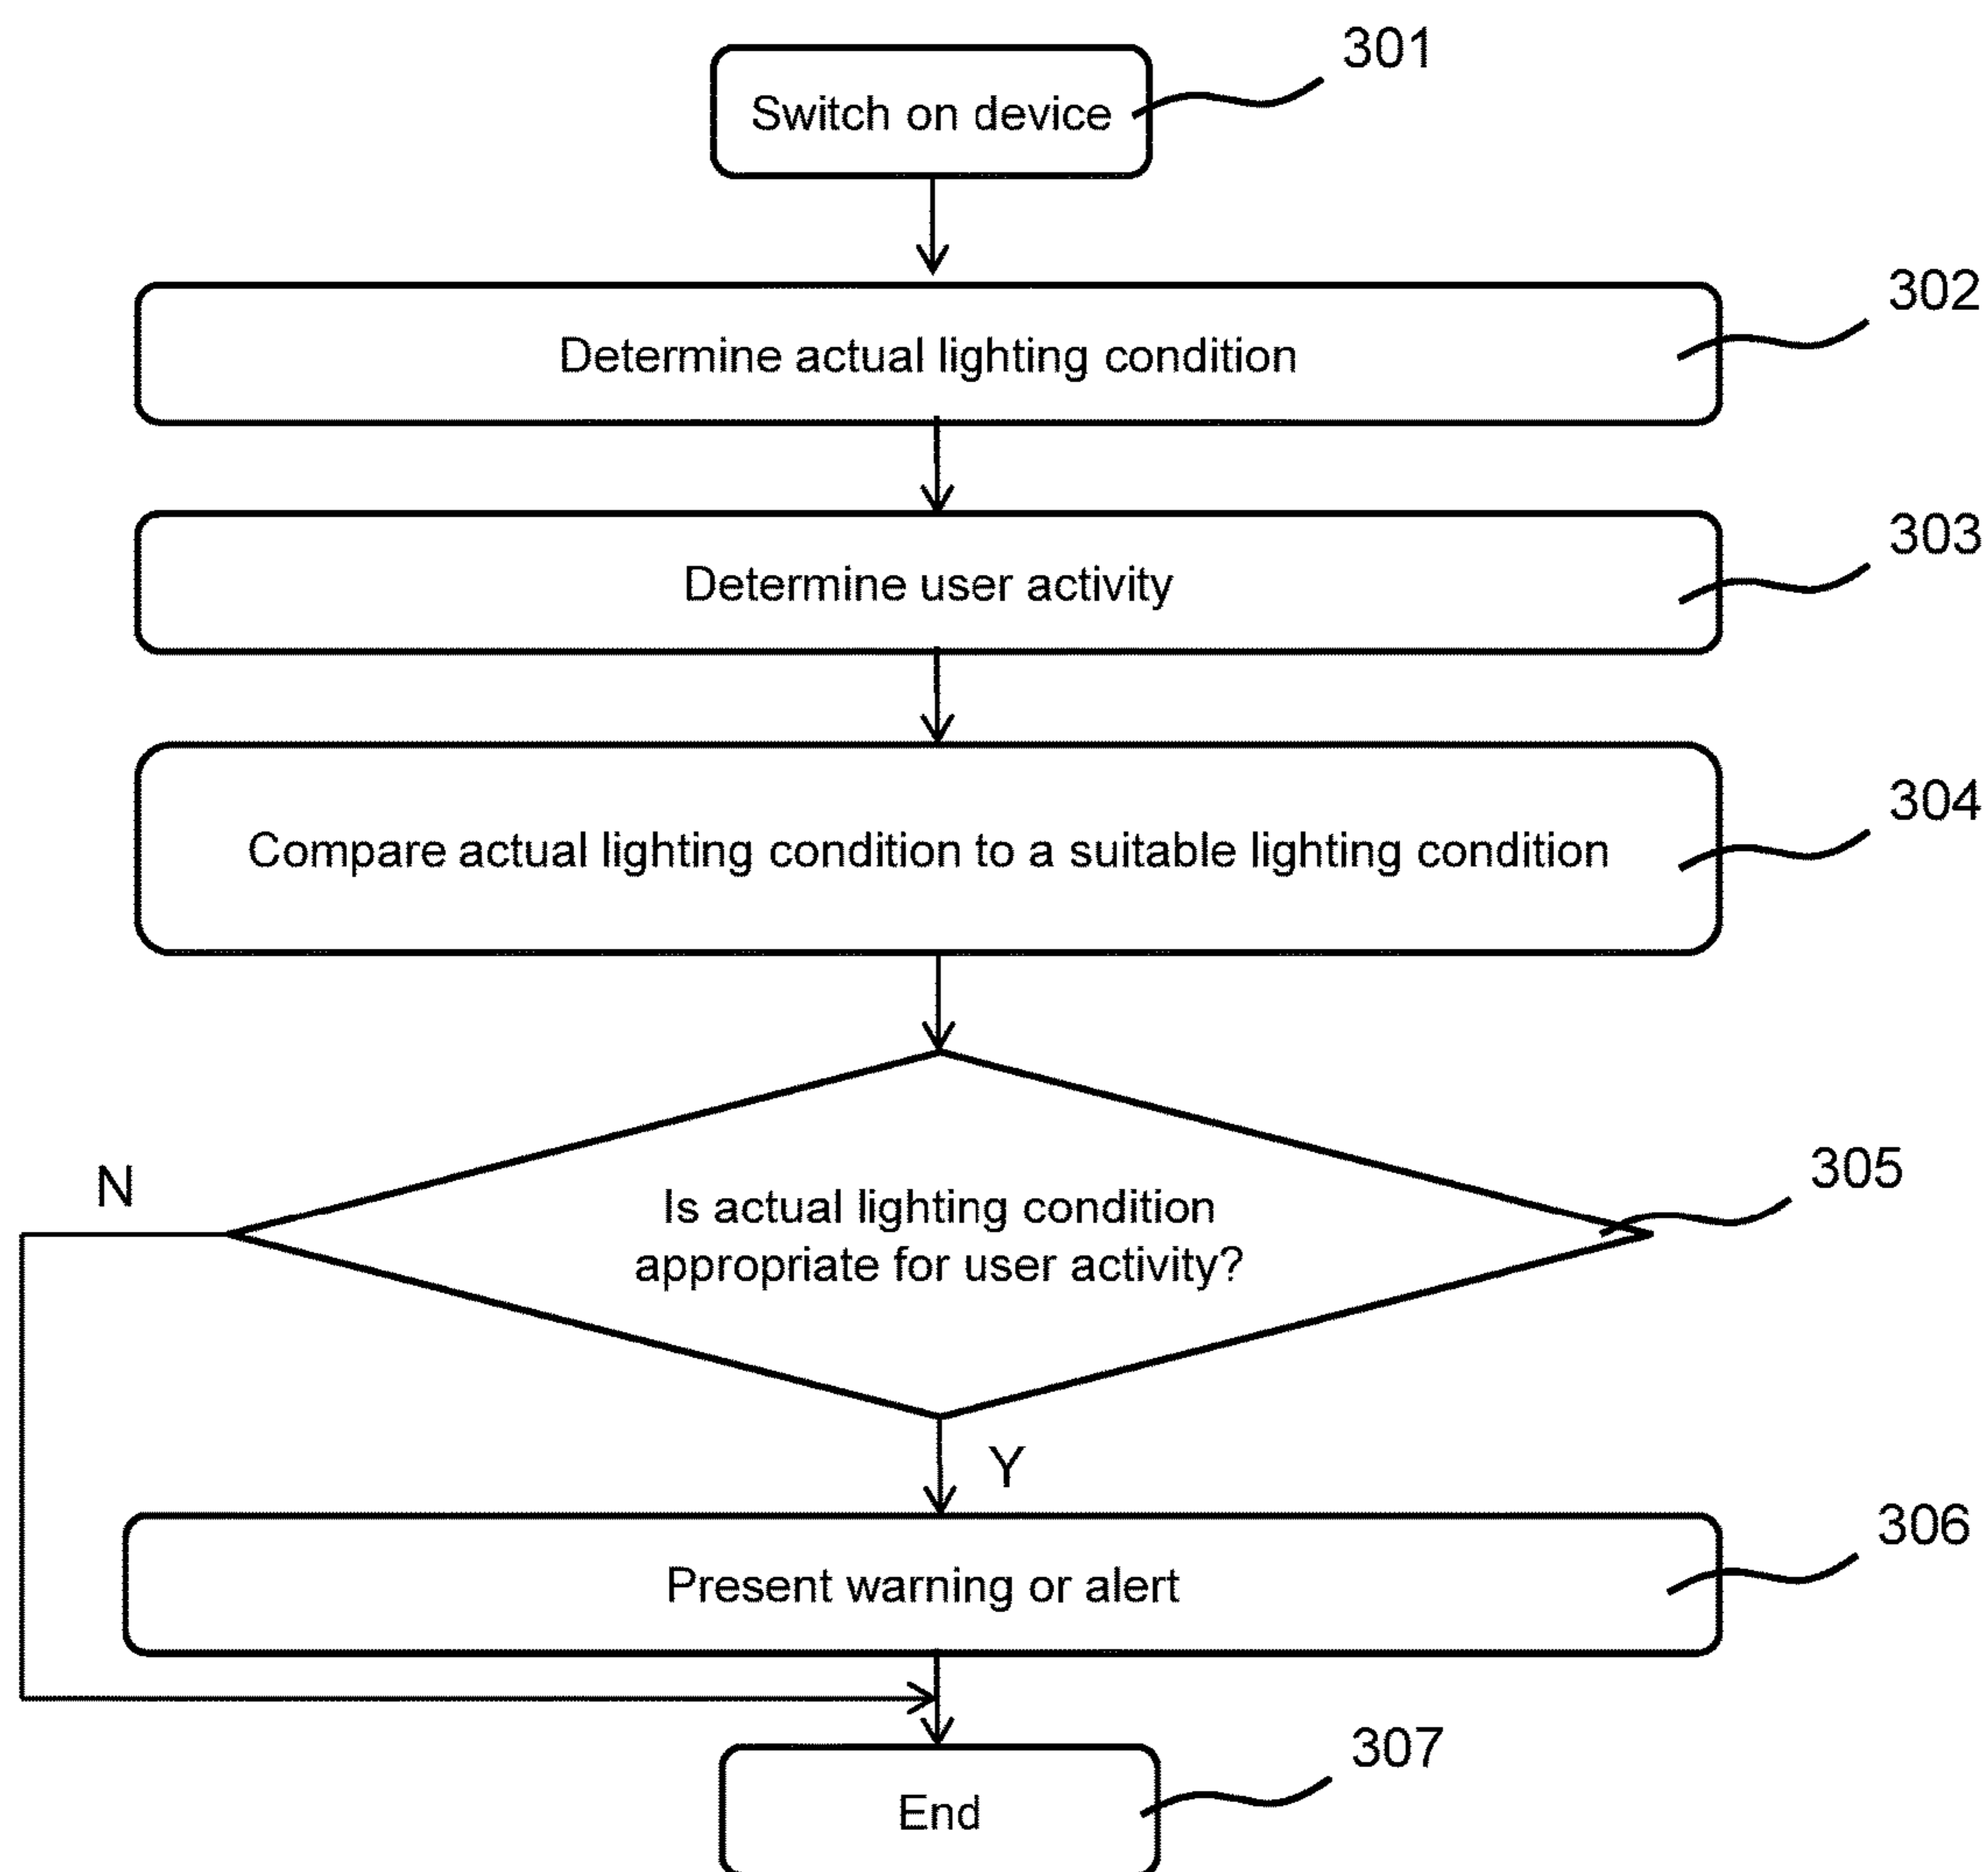 301
Switch on device
302
Determine actual lighting condition
303
Determine user activity
304
Compare actual lighting condition to a suitable lighting condition
305
N
Is actual lighting condition
appropriate for user activity?
Y
306
Present warning or alert
307
End